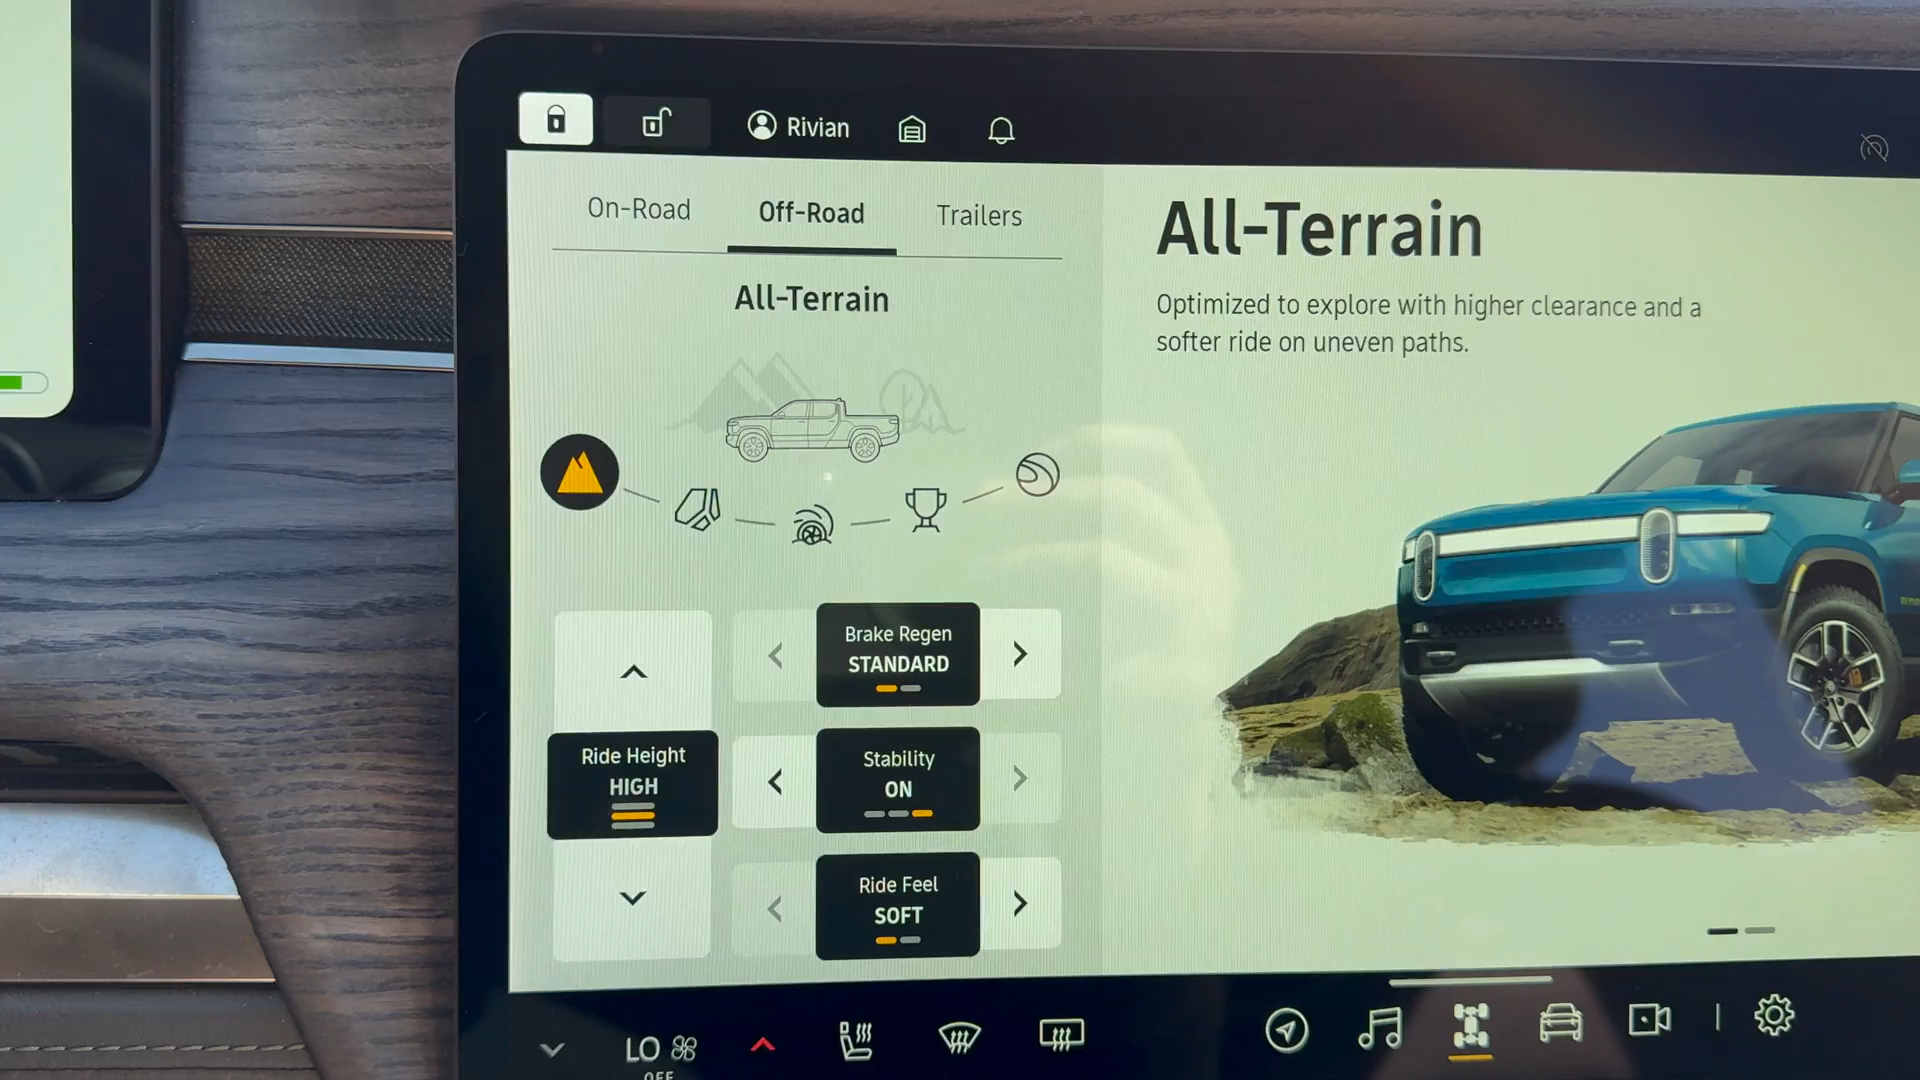 Rivian
On-Road
Off-Road
Trailers
All-Terrain
All-Terrain
Optimized to explore with higher clearance and a
softer ride on uneven paths.
Brake Regen
STANDARD
Ride Height
HIGH
Stability
ON
Ride Feel
SOFT
LO
OFF